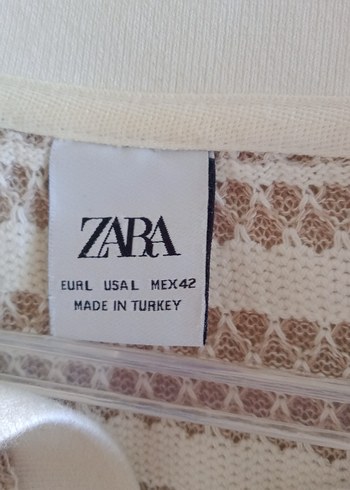 ZARA
EUR L USA L MEX 42
MADE IN TURKEY